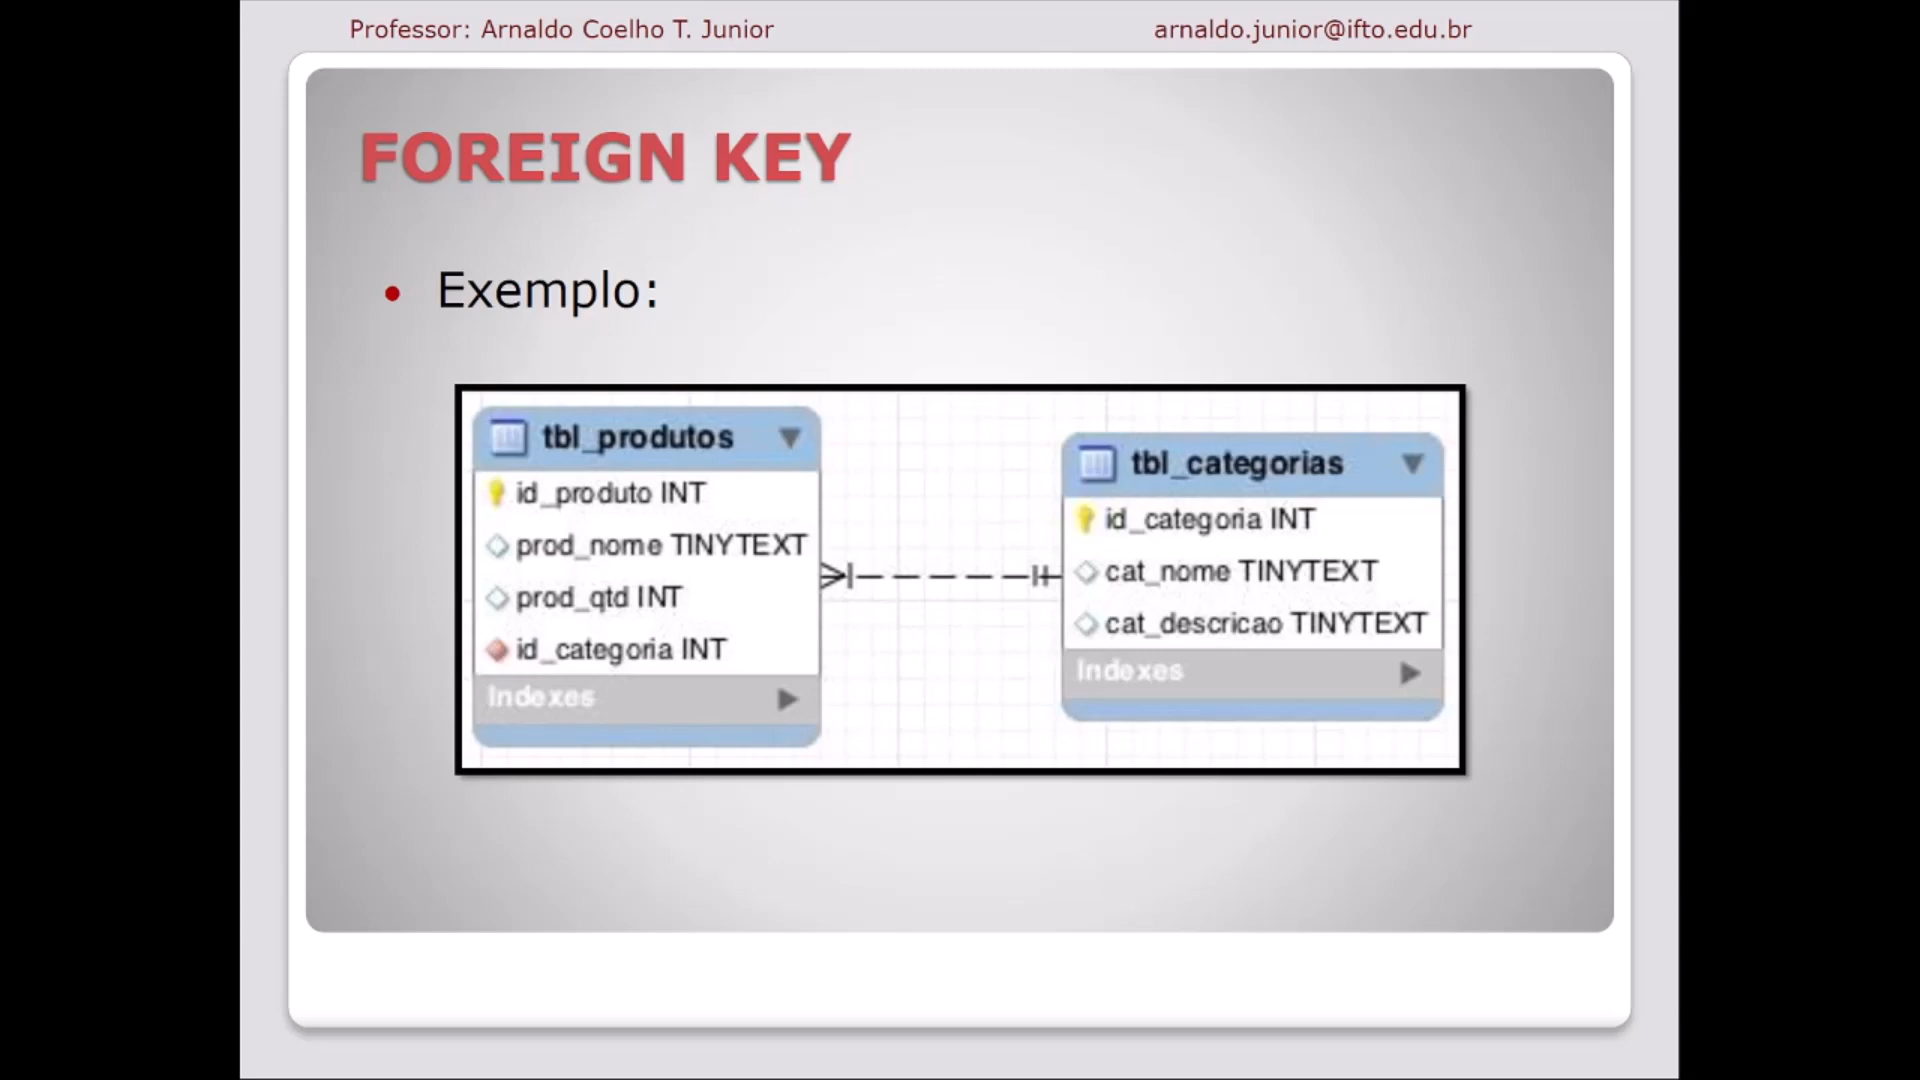 Professor: Arnaldo Coelho T. Junior
arnaldo.junior@ifto.edu.br
FOREIGN KEY
• Exemplo:
tbl_produtos
id_produto INT
prod_nome TINYTEXT
prod_qtd INT
id_categoria INT
Indexes
tbl_categorias
id_categoria INT
cat_nome TINYTEXT
cat_descricao TINYTEXT
Indexes